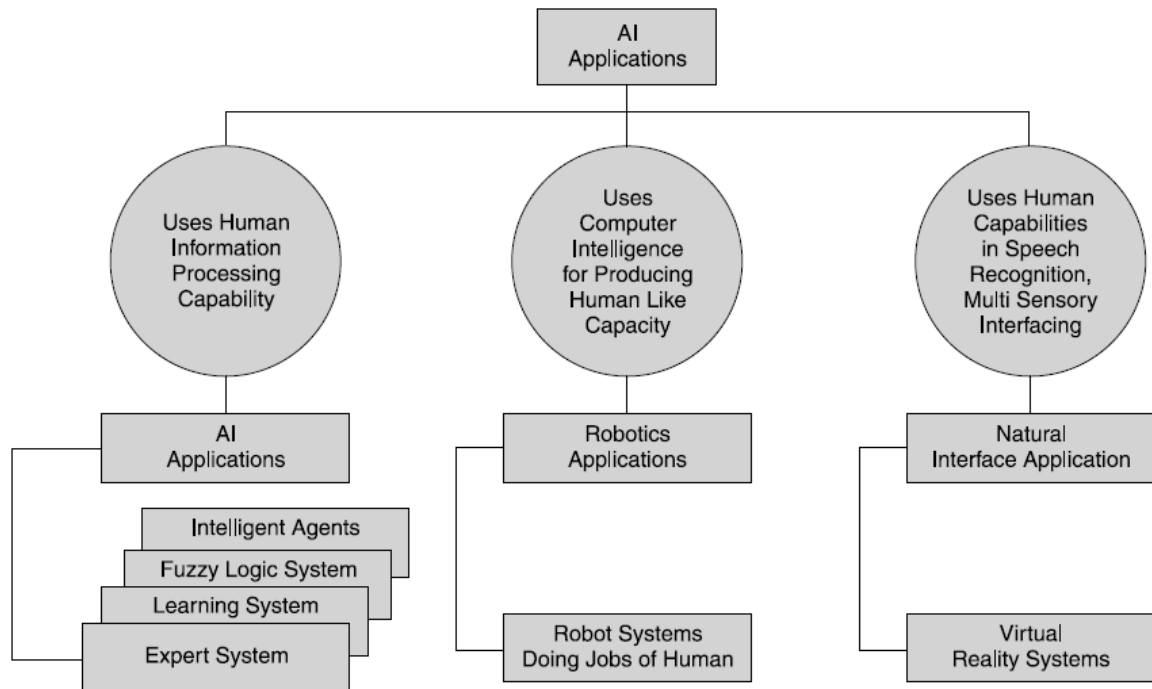 AI
Applications
Uses Human
Information
Processing
Capability
Uses
Computer
Intelligence
for Producing
Human Like
Capacity
Uses Human
Capabilities
in Speech
Recognition,
Multi Sensory
Interfacing
AI
Applications
Robotics
Applications
Natural
Interface Application
Intelligent Agents
Fuzzy Logic System
Learning System
Expert System
Robot Systems
Doing Jobs of Human
Virtual
Reality Systems